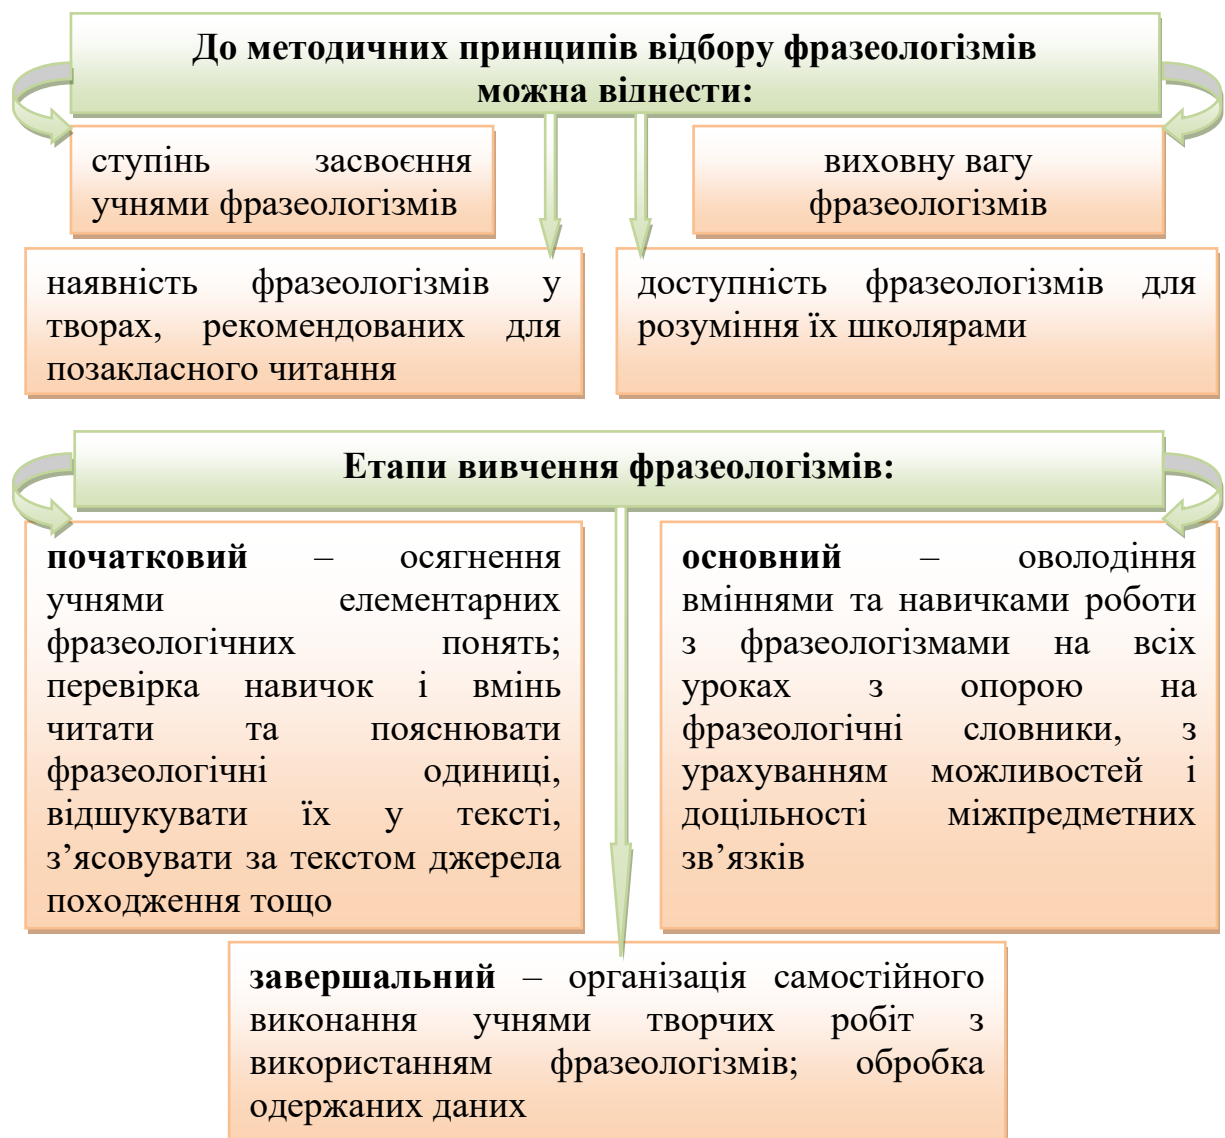 До методичних принципів відбору фразеологізмів
можна віднести:
ступінь засвоєння
учнями фразеологізмів
виховну вагу
фразеологізмів
наявність фразеологізмів у
творах, рекомендованих для
позакласного читання
доступність фразеологізмів для
розуміння їх школярами
Етапи вивчення фразеологізмів:
початковий – осягнення
учнями елементарних
фразеологічних понять;
перевірка навичок і вмінь
читати та пояснювати
фразеологічні одиниці,
відшукувати їх у тексті,
з’ясовувати за текстом джерела
походження тощо
основний – оволодіння
вміннями та навичками роботи
з фразеологізмами на всіх
уроках з опорою на
фразеологічні словники, з
урахуванням можливостей і
доцільності міжпредметних
зв’язків
завершальний – організація самостійного
виконання учнями творчих робіт з
використанням фразеологізмів; обробка
одержаних даних